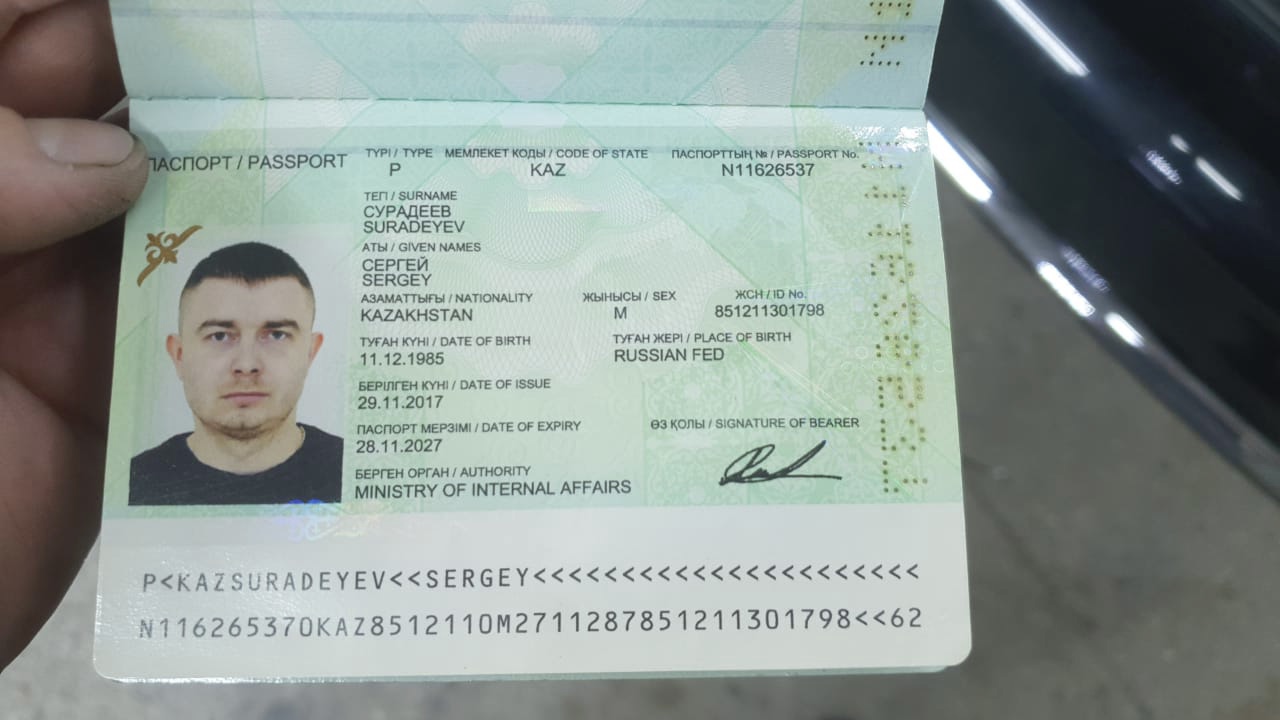 ПАСПОРТ / PASSPORT
ТҮРІ / TYPE
P
МЕМЛЕКЕТ КОДЫ / CODE OF STATE
KAZ
ПАСПОРТТЫҢ № / PASSPORT No.
N11626537
ТЕГІ / SURNAME
СУРАДЕЕВ
SURADEYEV
АТЫ / GIVEN NAMES
СЕРГЕЙ
SERGEY
АЗАМАТТЫҒЫ / NATIONALITY
KAZAKHSTAN
ЖЫНЫСЫ / SEX
M
ЖСН / ID No.
851211301798
ТУҒАН КҮНІ / DATE OF BIRTH
11.12.1985
ТУҒАН ЖЕРІ / PLACE OF BIRTH
RUSSIAN FED
БЕРІЛГЕН КҮНІ / DATE OF ISSUE
29.11.2017
ПАСПОРТ МЕРЗІМІ / DATE OF EXPIRY
28.11.2027
ӨЗ ҚОЛЫ / SIGNATURE OF BEARER
БЕРГЕН ОРГАН / AUTHORITY
MINISTRY OF INTERNAL AFFAIRS
P<KAZSURADEYEV<<SERGEY<<<<<<<<<<<<<<<<<<<<<<
N116265370KAZ8512110M2711287851211301798<<62